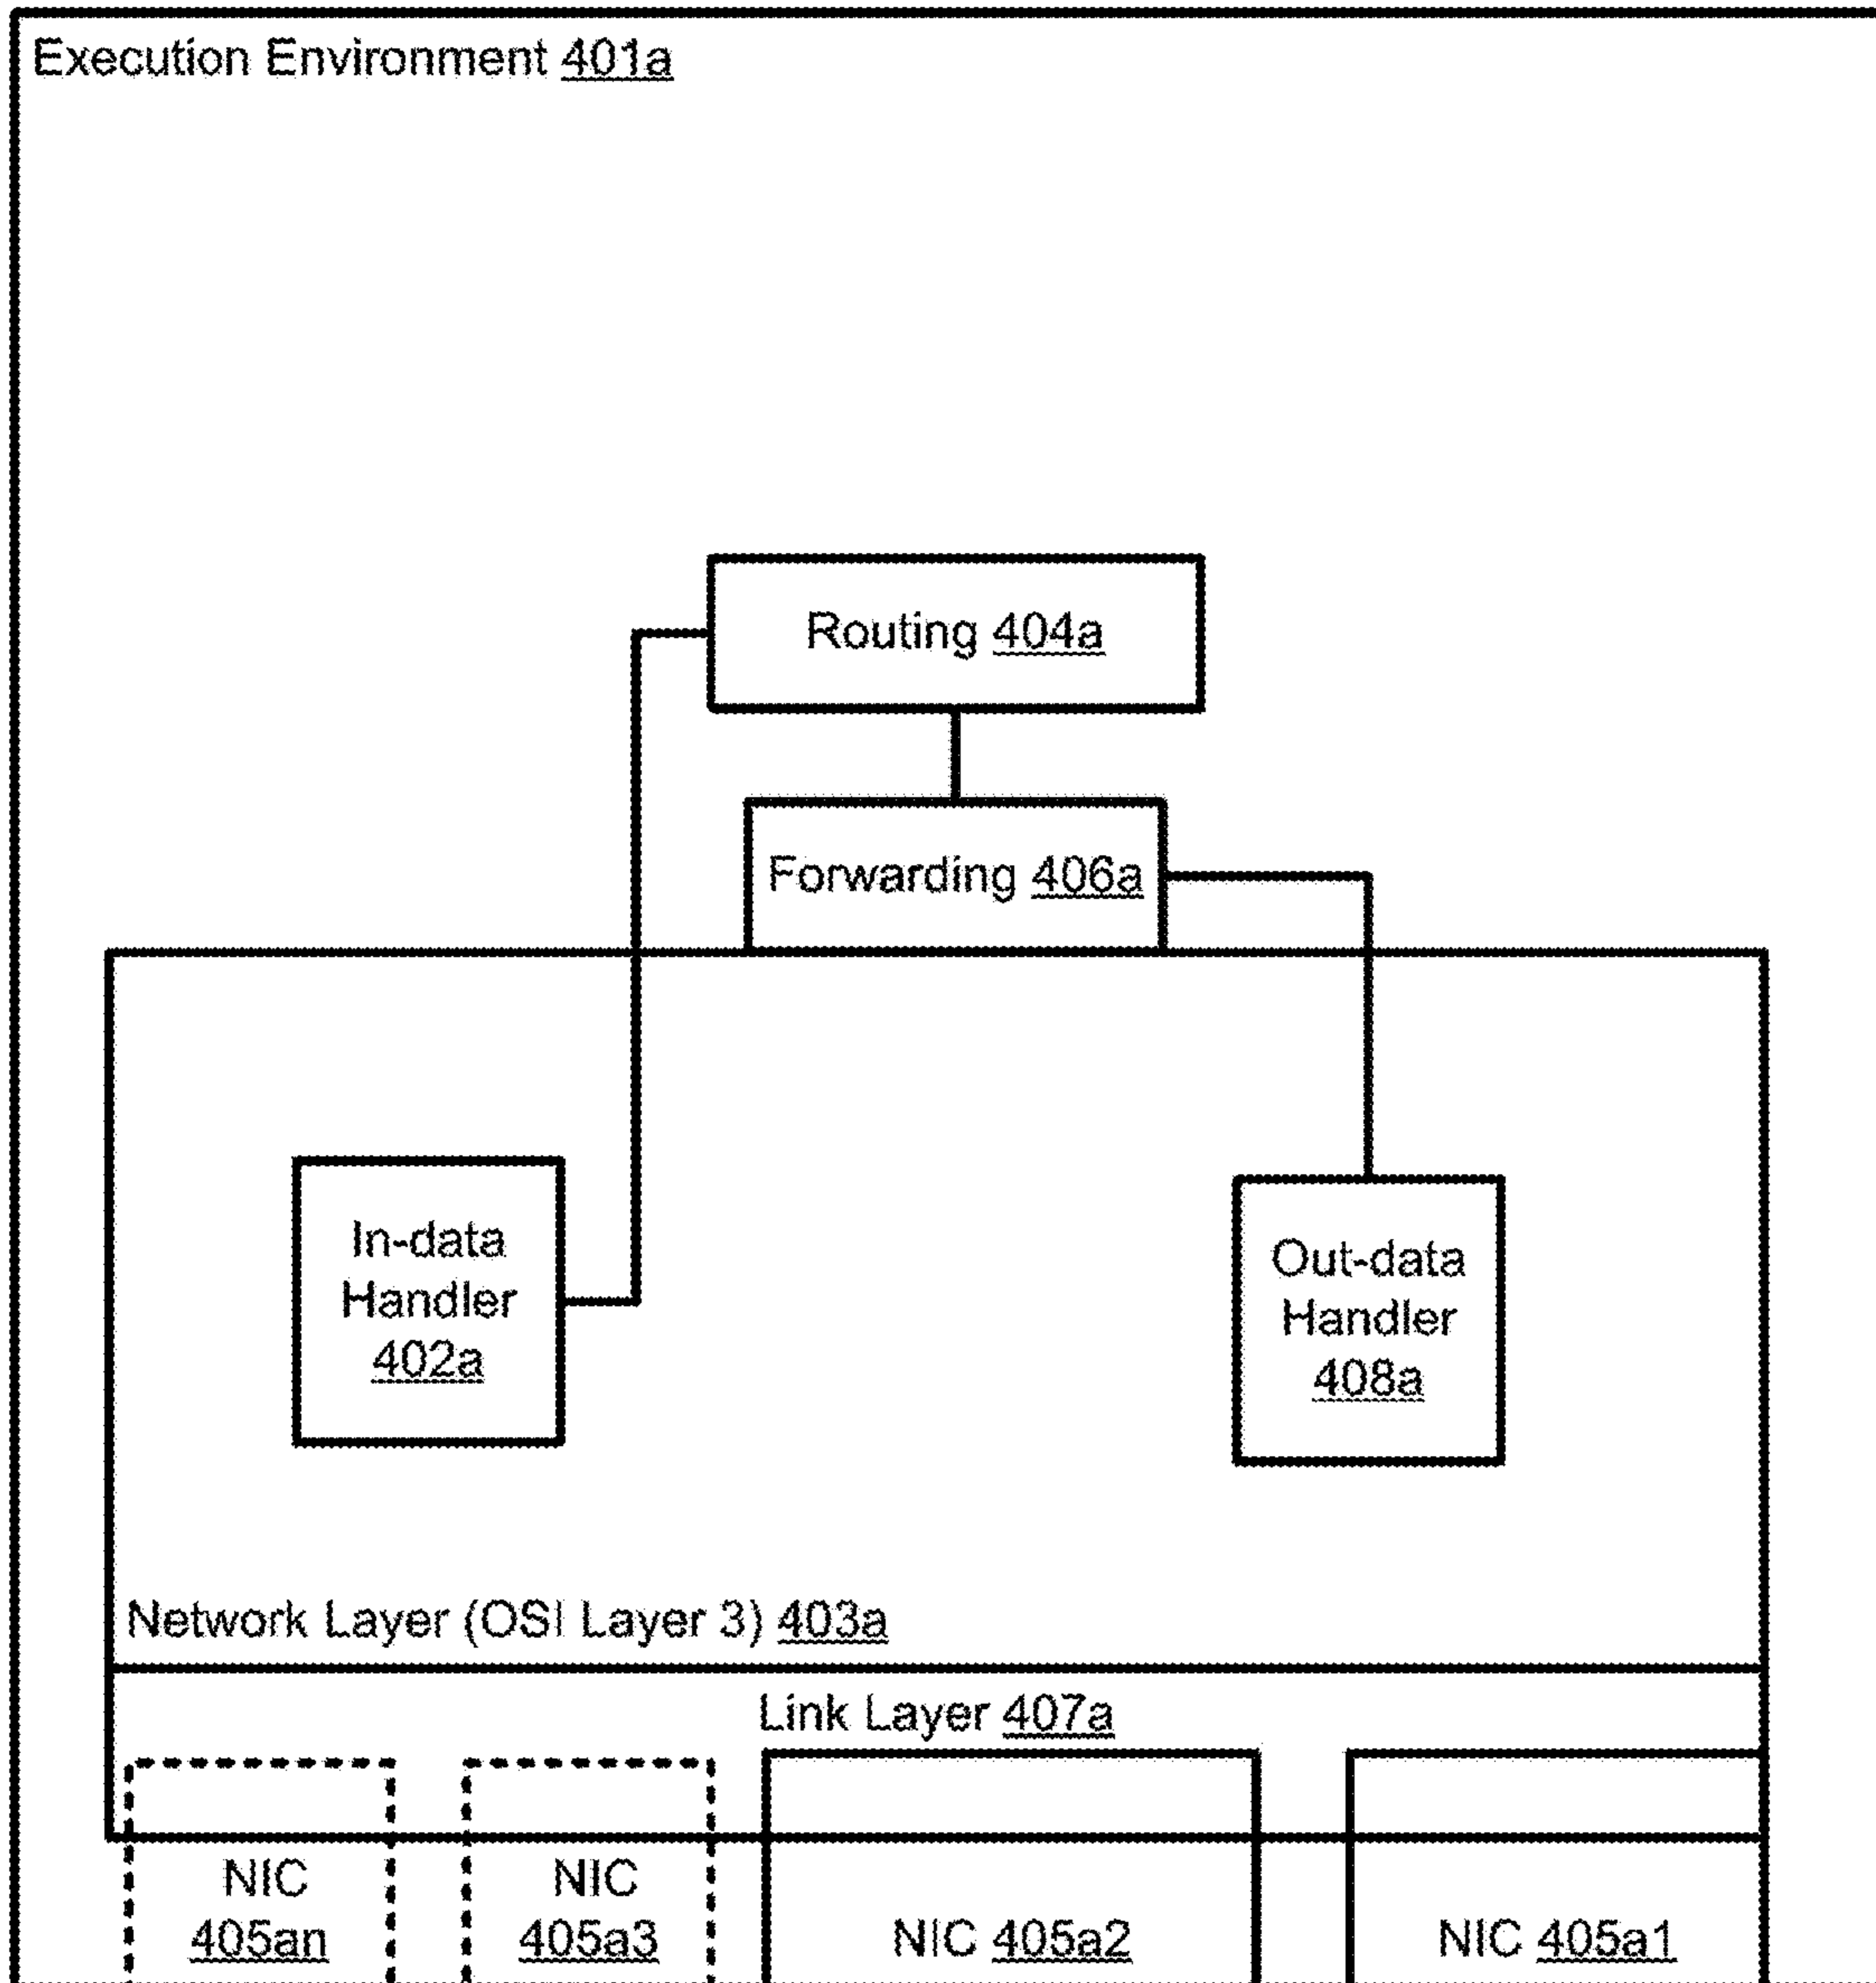 Execution Environment 401a
Routing 404a
Forwarding 406a
In-data
Handler
402a
Out-data
Handler
408a
Network Layer (OSI Layer 3) 403a
Link Layer 407a
NIC
405an
NIC
405a3
NIC 405a2
NIC 405a1